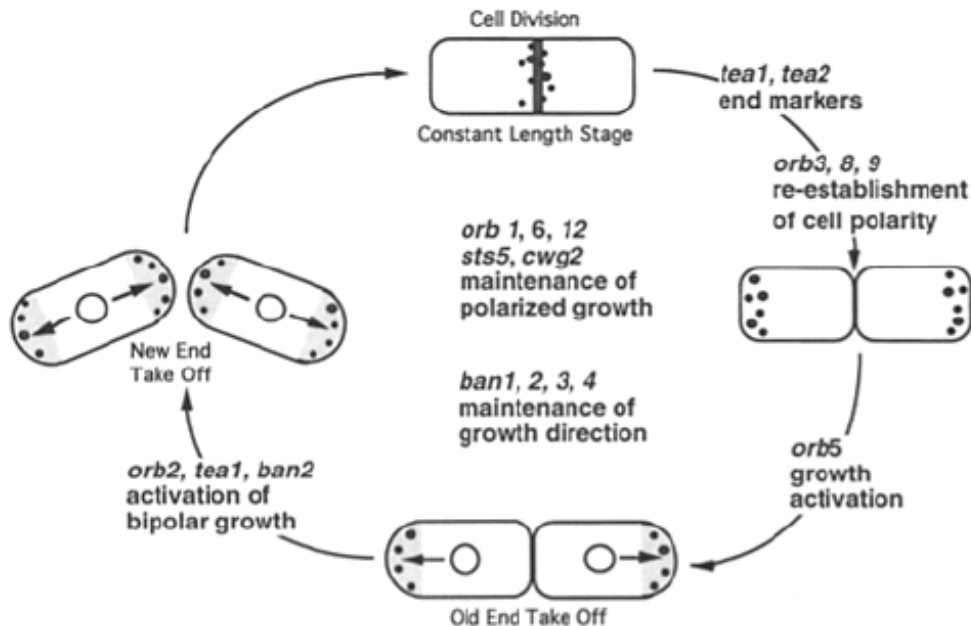 Cell Division
Constant Length Stage
tea1, tea2
end markers
orb3, 8, 9
re-establishment
of cell polarity
orb 1, 6, 12
sts5, cwg2
maintenance of
polarized growth
ban1, 2, 3, 4
maintenance of
growth direction
orb5
growth
activation
Old End Take Off
orb2, tea1, ban2
activation of
bipolar growth
New End
Take Off